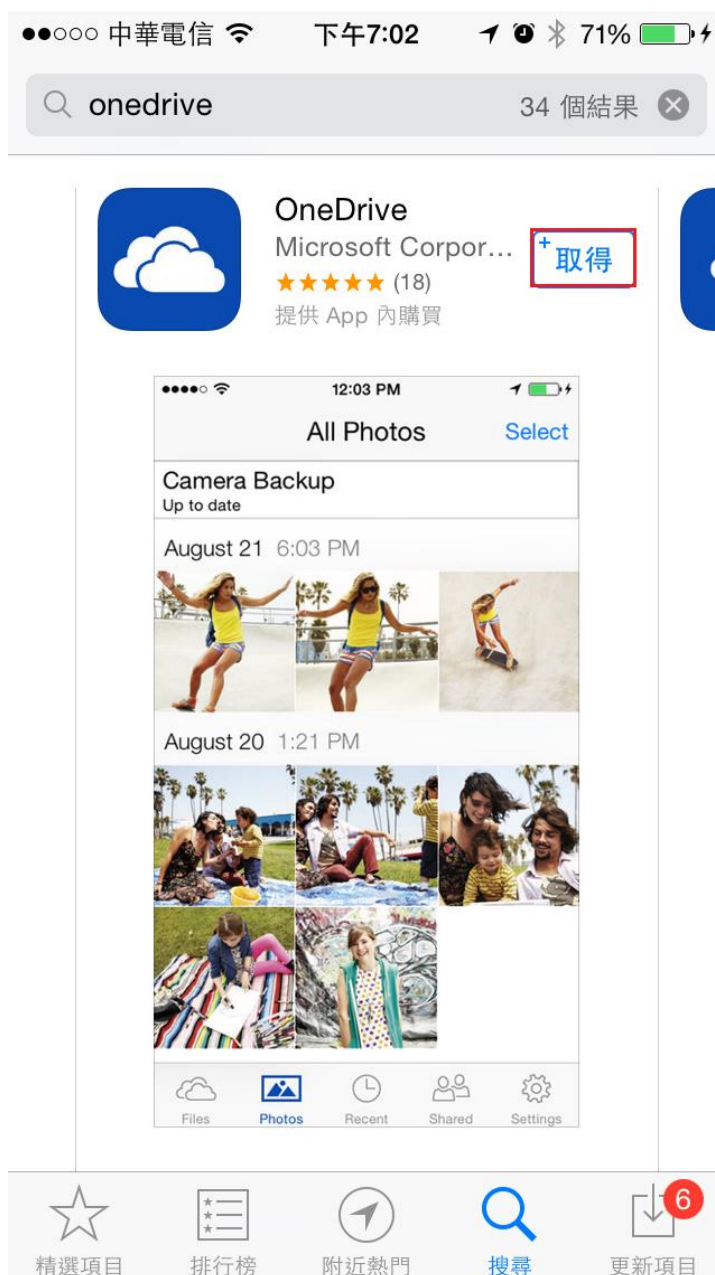 中華電信 下午7:02 71%
onedrive 34 個結果
OneDrive
Microsoft Corpor...
(18)
提供 App 內購買
+取得
12:03 PM
All Photos Select
Camera Backup
Up to date
August 21 6:03 PM
August 20 1:21 PM
Files Photos Recent Shared Settings
6
精選項目 排行榜 附近熱門 搜尋 更新項目